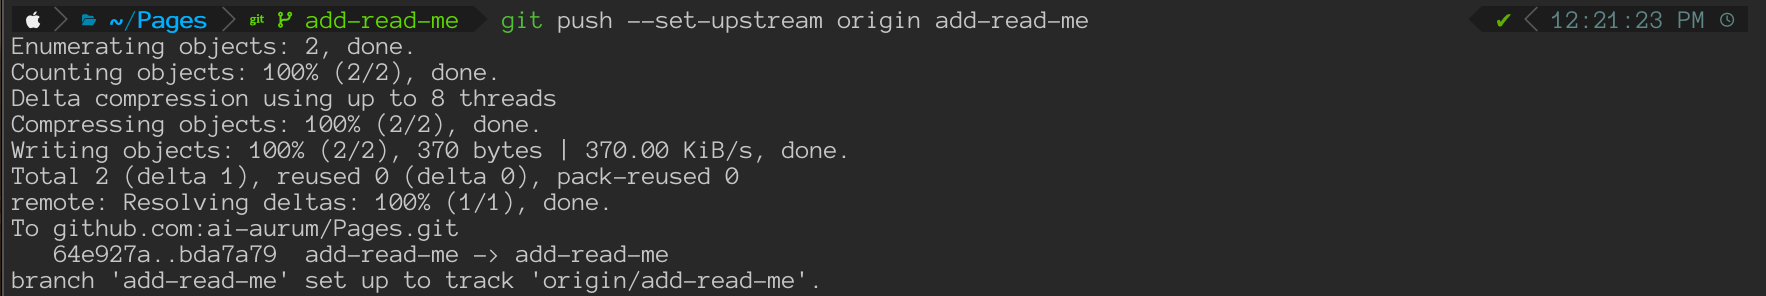 ~/Pages git add-read-me git push --set-upstream origin add-read-me ✔ 12:21:23 PM
Enumerating objects: 2, done.
Counting objects: 100% (2/2), done.
Delta compression using up to 8 threads
Compressing objects: 100% (2/2), done.
Writing objects: 100% (2/2), 370 bytes | 370.00 KiB/s, done.
Total 2 (delta 1), reused 0 (delta 0), pack-reused 0
remote: Resolving deltas: 100% (1/1), done.
To github.com:ai-aurum/Pages.git
   64e927a..bda7a79  add-read-me -> add-read-me
branch 'add-read-me' set up to track 'origin/add-read-me'.